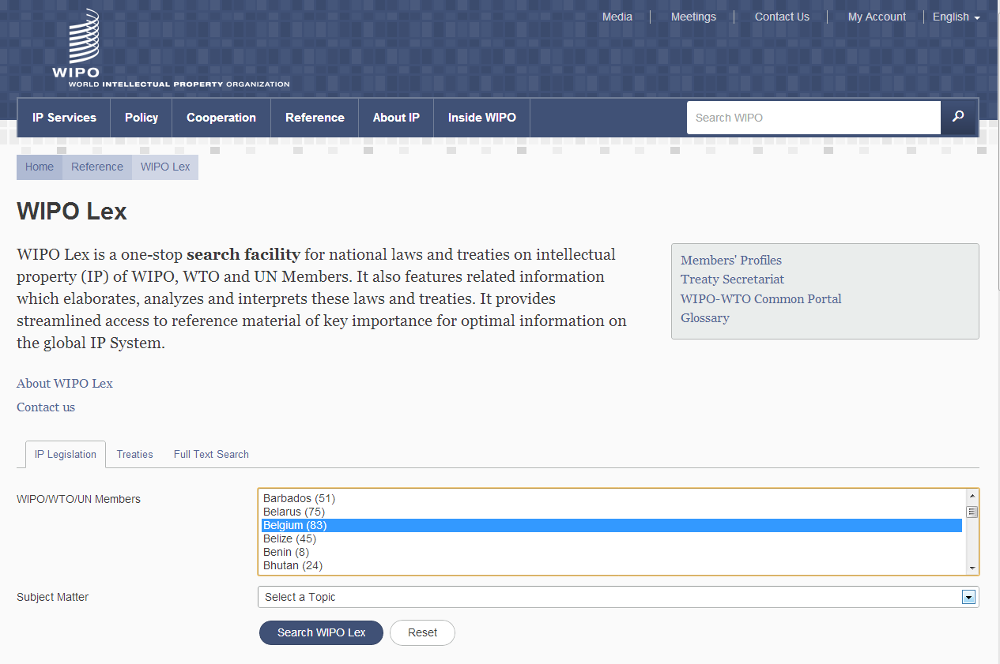 Media
Meetings
Contact Us
My Account
English
WIPO
WORLD INTELLECTUAL PROPERTY ORGANIZATION
IP Services
Policy
Cooperation
Reference
About IP
Inside WIPO
Search WIPO
Home
Reference
WIPO Lex
WIPO Lex
WIPO Lex is a one-stop search facility for national laws and treaties on intellectual
property (IP) of WIPO, WTO and UN Members. It also features related information
which elaborates, analyzes and interprets these laws and treaties. It provides
streamlined access to reference material of key importance for optimal information on
the global IP System.
Members' Profiles
Treaty Secretariat
WIPO-WTO Common Portal
Glossary
About WIPO Lex
Contact us
IP Legislation
Treaties
Full Text Search
WIPO/WTO/UN Members
Barbados (51)
Belarus (75)
Belgium (83)
Belize (45)
Benin (8)
Bhutan (24)
Subject Matter
Select a Topic
Search WIPO Lex
Reset